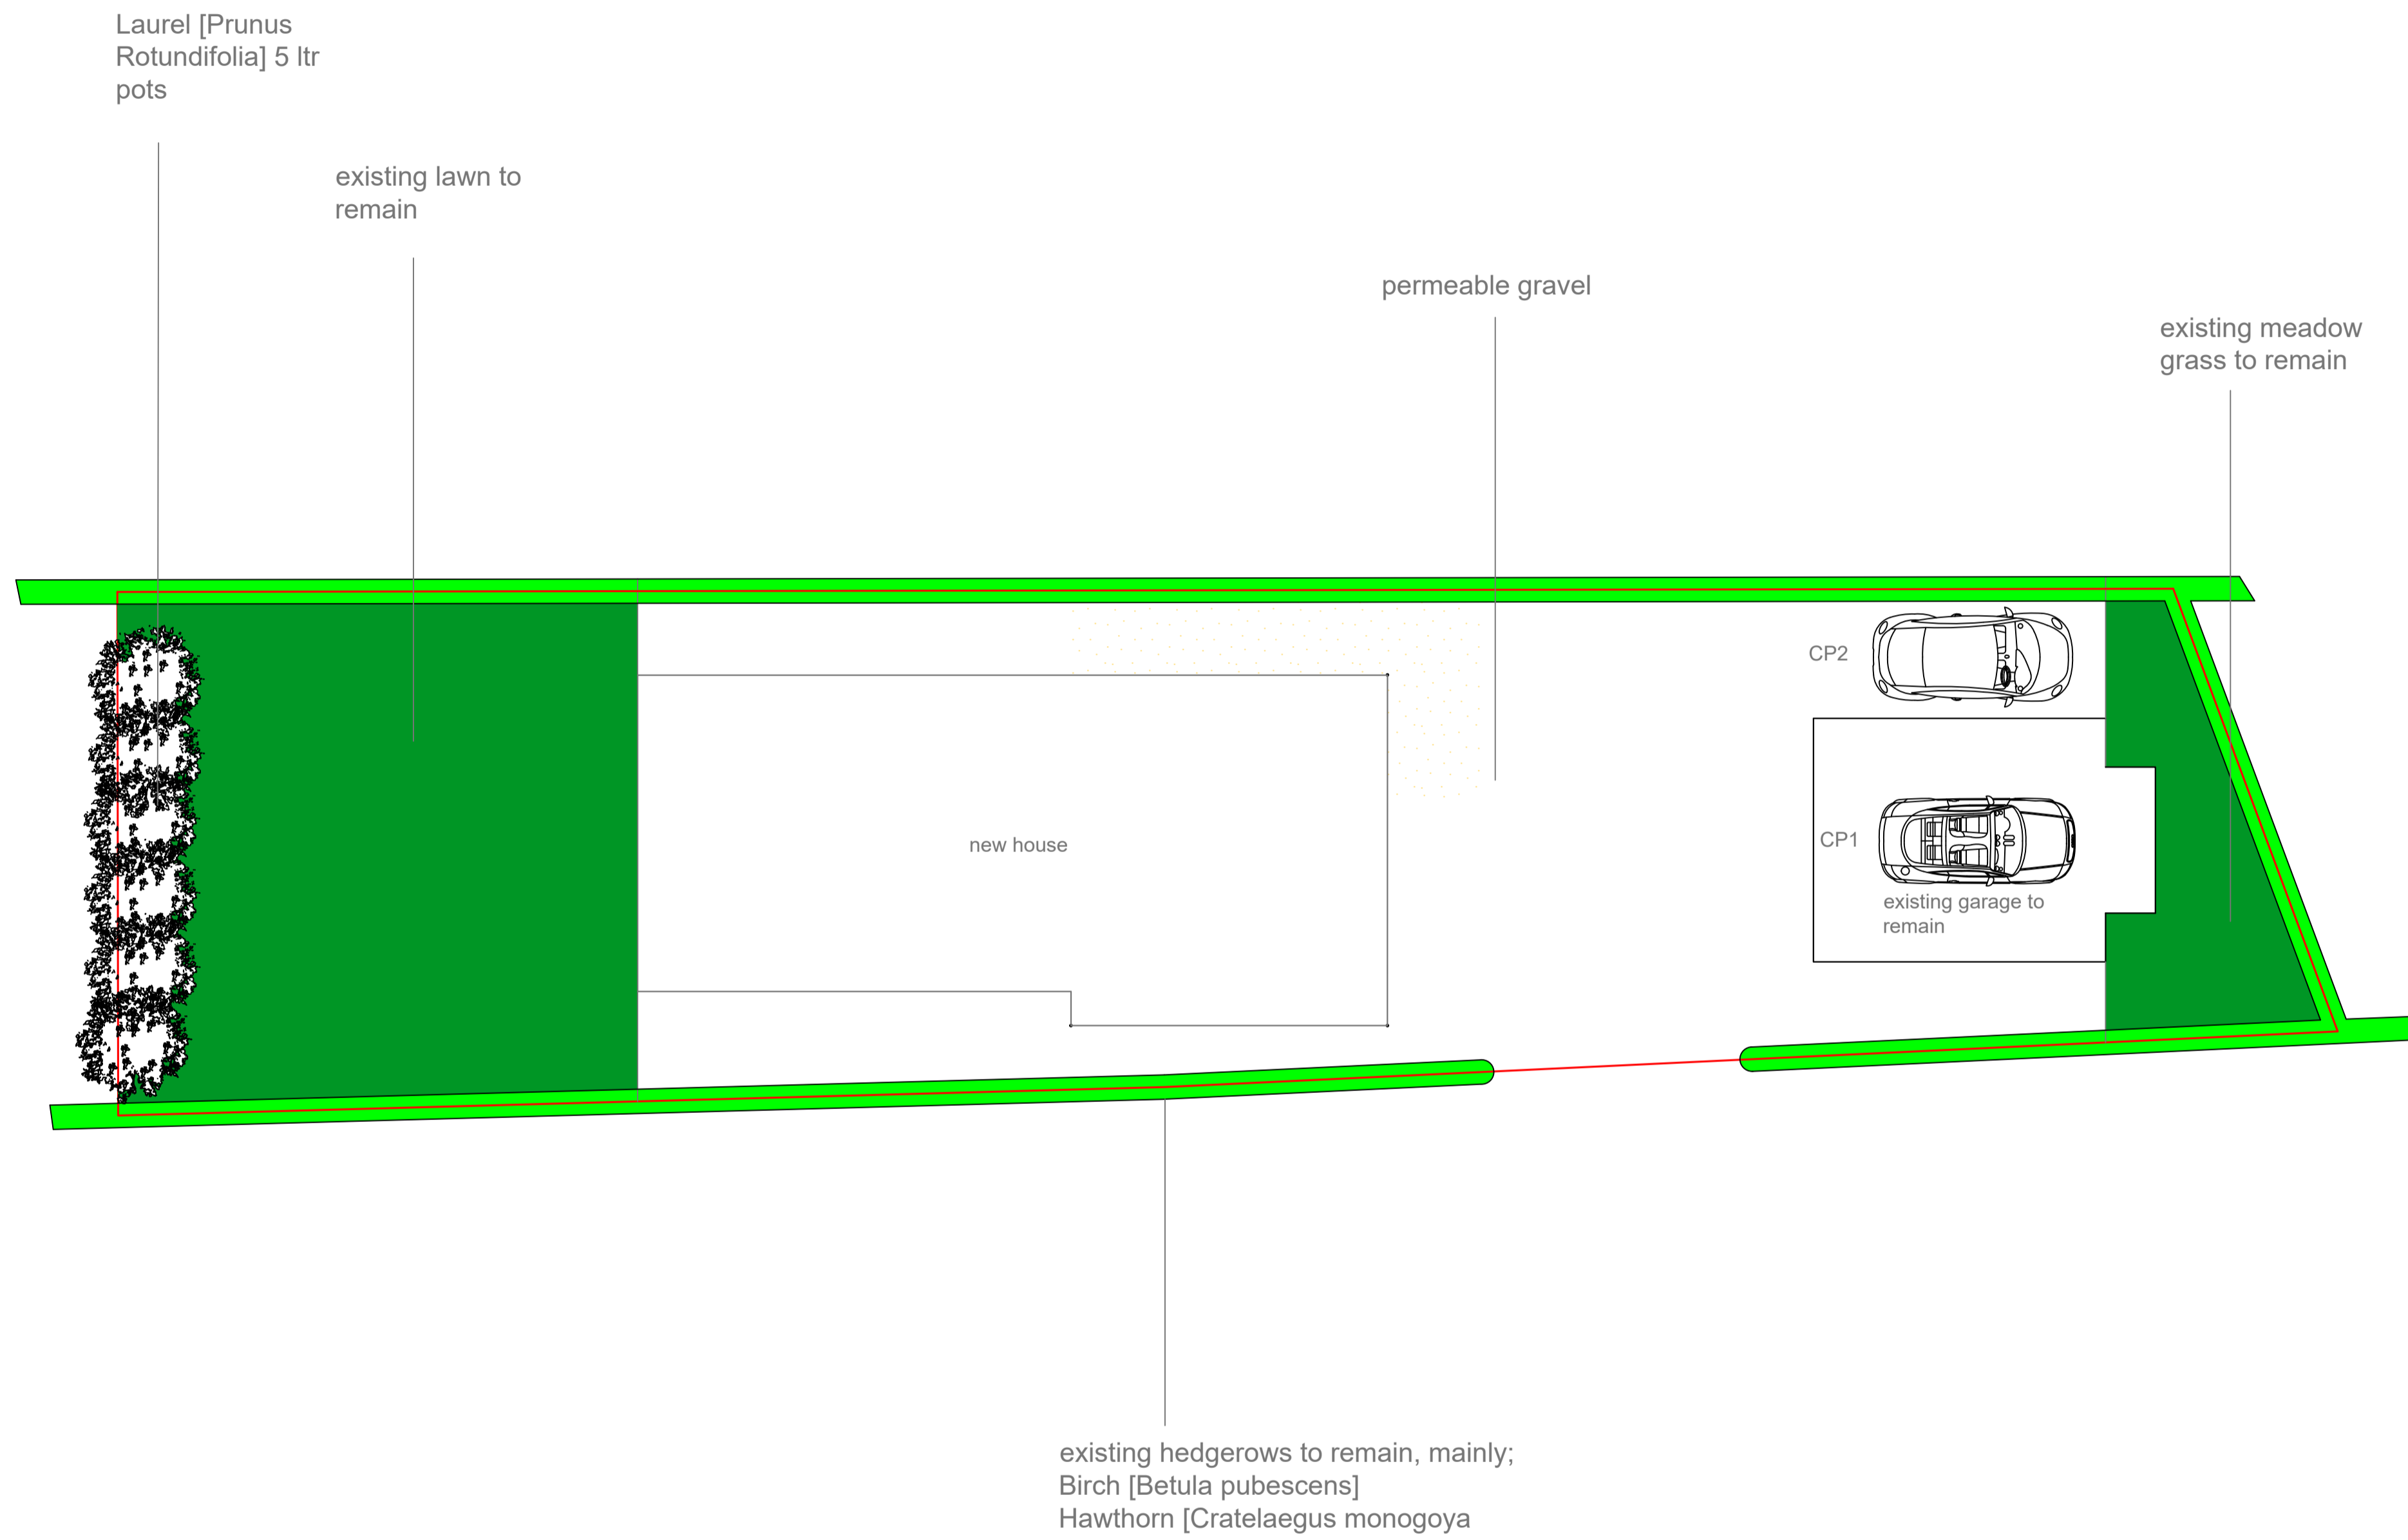 Laurel [Prunus
Rotundifolia] 5 ltr
pots
existing lawn to
remain
permeable gravel
existing meadow
grass to remain
CP2
new house
CP1
existing garage to
remain
existing hedgerows to remain, mainly;
Birch [Betula pubescens]
Hawthorn [Cratelaegus monogoya